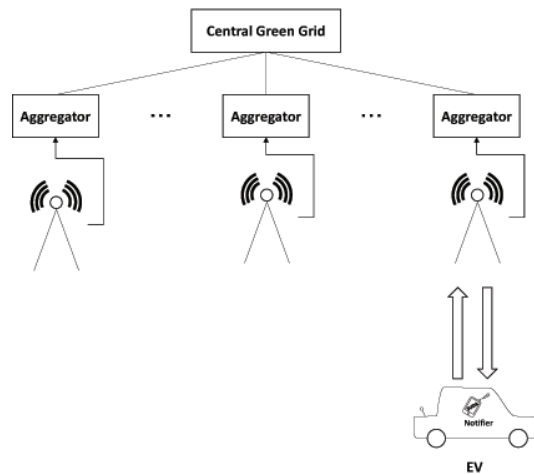 Central Green Grid
Aggregator
...
Aggregator
...
Aggregator
Notifier
EV